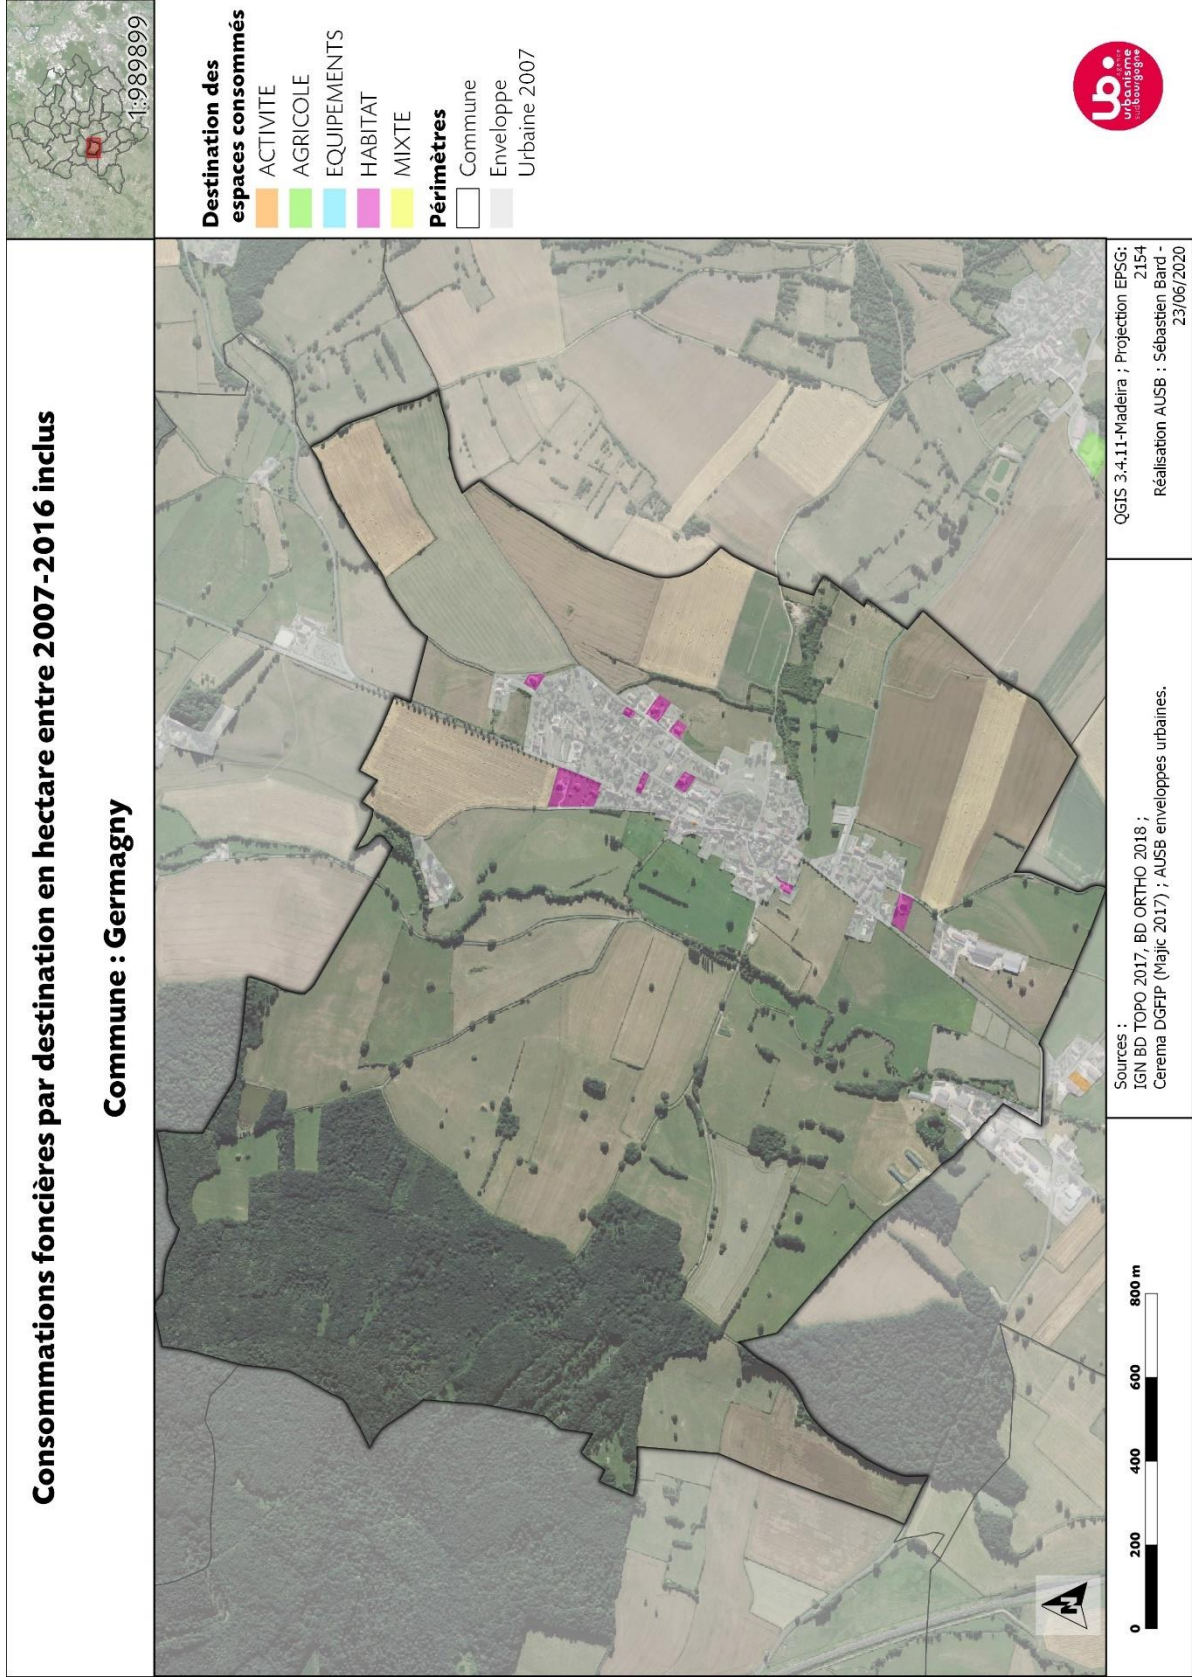 Consommations foncières par destination en hectare entre 2007-2016 inclus
Commune : Germagny
1:989899
Destination des
espaces consommés
ACTIVITE
AGRICOLE
EQUIPEMENTS
HABITAT
MIXTE
Périmètres
Commune
Enveloppe
Urbaine 2007
N
0 200 400 600 800 m
Sources :
IGN BD TOPO 2017, BD ORTHO 2018 ;
Cerema DGFIP (Majic 2017) ; AUSB enveloppes urbaines.
QGIS 3.4.11-Madeira ; Projection EPSG:
2154
Réalisation AUSB : Sébastien Bard -
23/06/2020
ub
agence
urbanisme
sudbourgogne